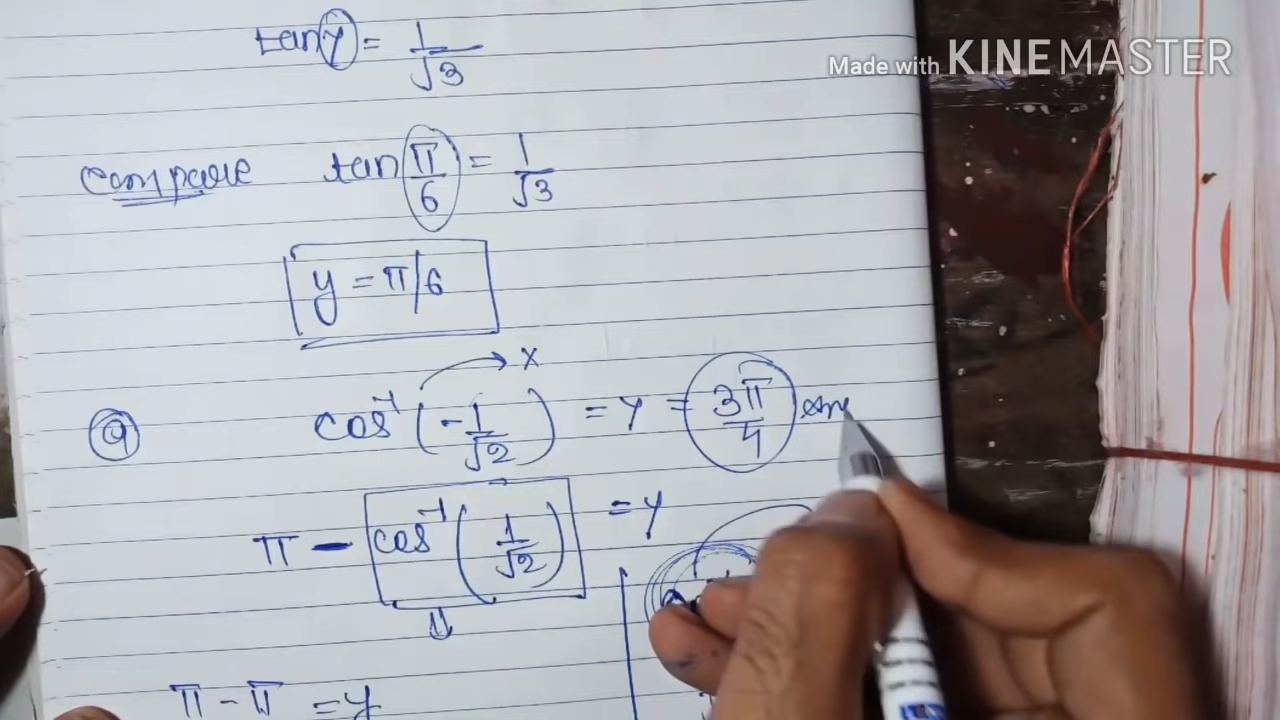 tan(y) = 1/√3
Made with KINEMASTER
Compare tan(π/6) = 1/√3
y = π/6
x
9 cos⁻¹(-1/√2) = y = 3π/4 ans
π - cos⁻¹(1/√2) = y
π - π = y